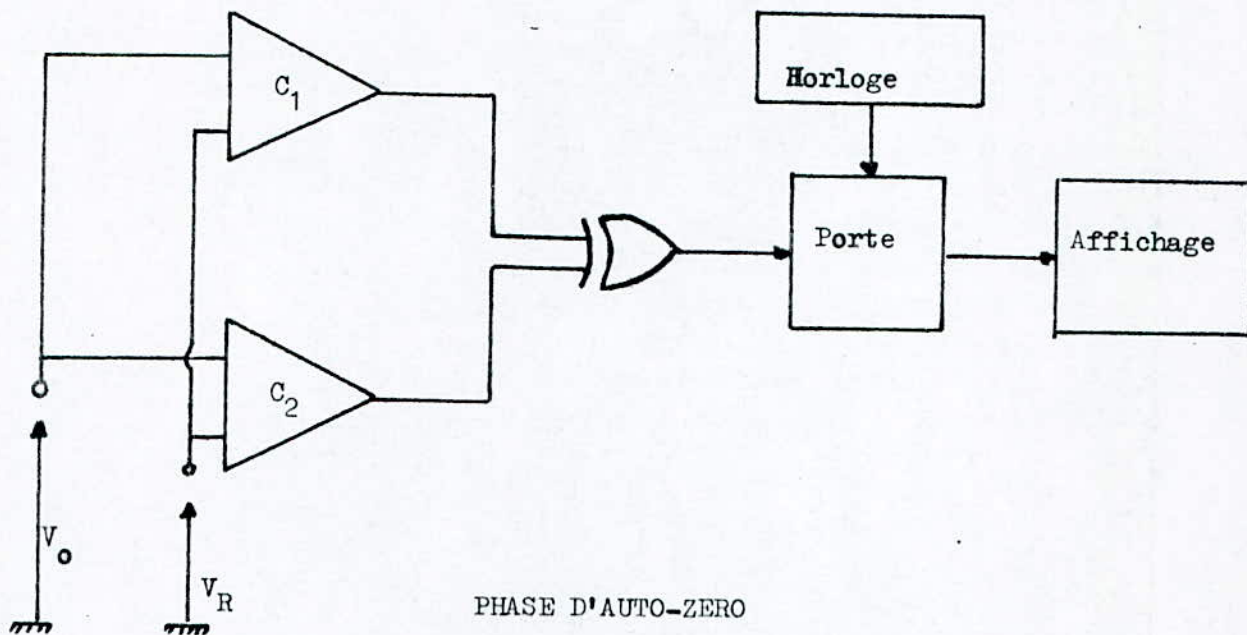 C1
Horloge
Porte
Affichage
C2
Vo
VR
PHASE D'AUTO-ZERO